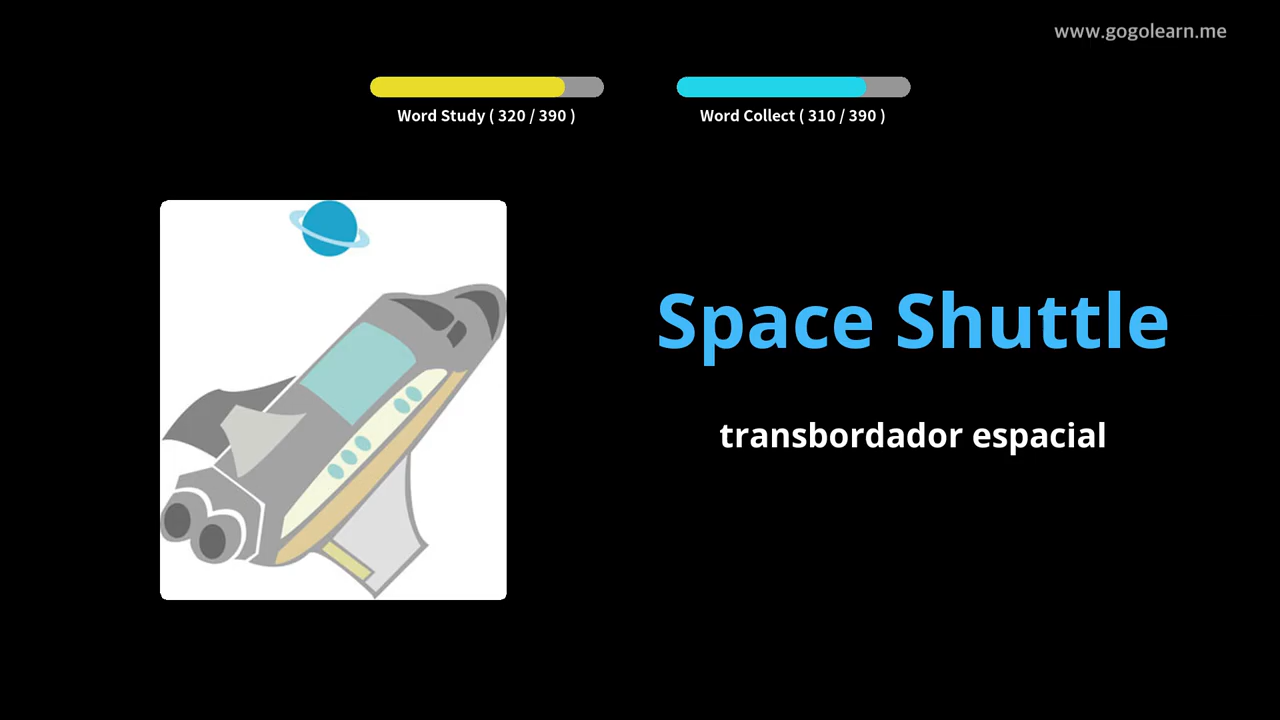 www.gogolearn.me
Word Study ( 320 / 390 )
Word Collect ( 310 / 390 )
Space Shuttle
transbordador espacial